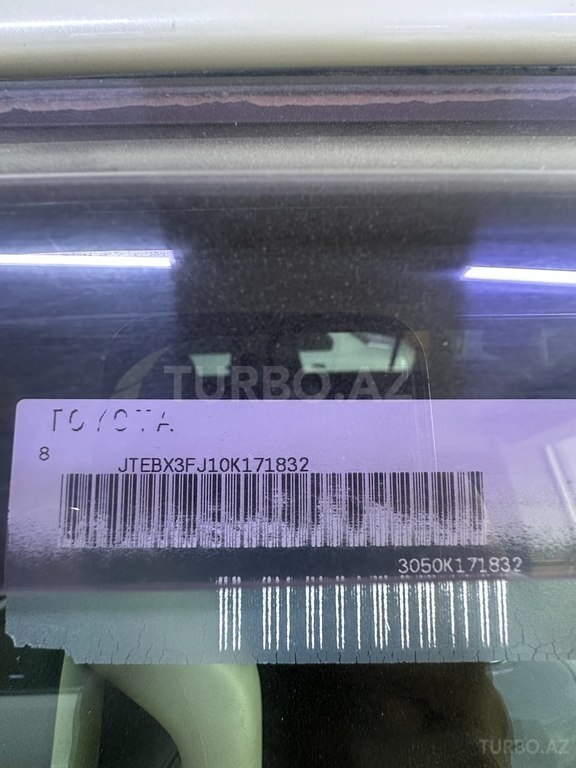 TURBO.AZ
TOYOTA
8
JTEBX3FJ10K171832
3050K171832
TURBO.AZ